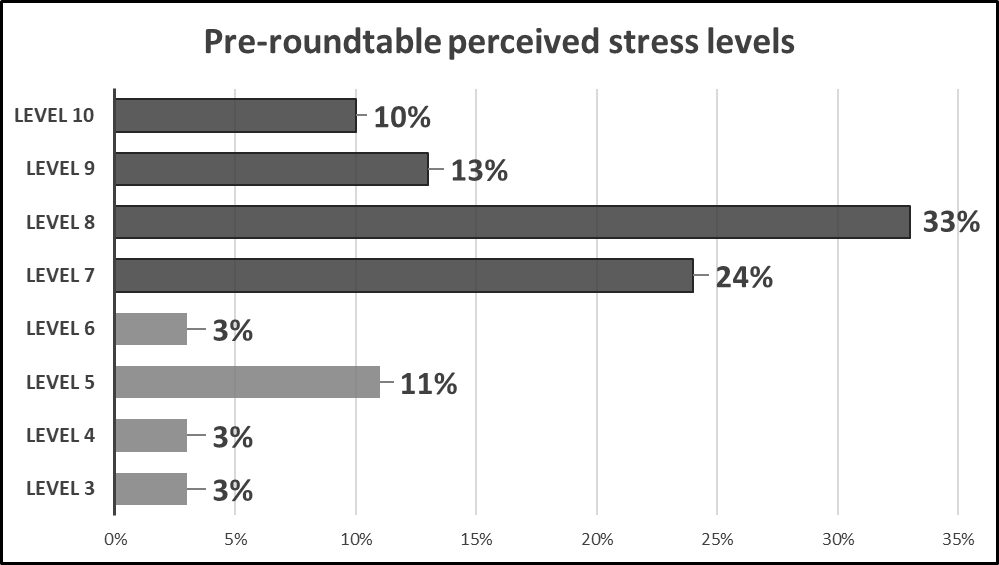 Pre-roundtable perceived stress levels
LEVEL 10 10%
LEVEL 9 13%
LEVEL 8 33%
LEVEL 7 24%
LEVEL 6 3%
LEVEL 5 11%
LEVEL 4 3%
LEVEL 3 3%
0% 5% 10% 15% 20% 25% 30% 35%